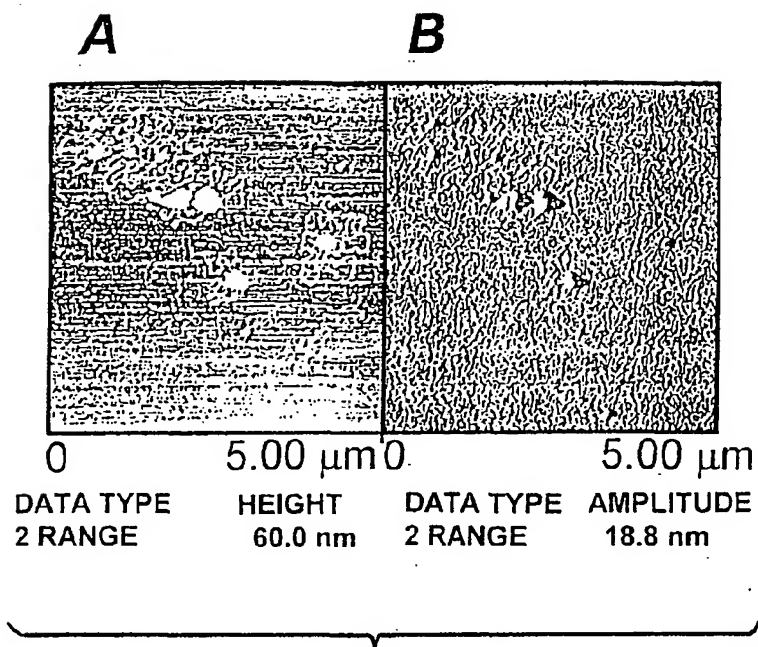 A B
0 5.00 μm 0 5.00 μm
DATA TYPE HEIGHT DATA TYPE AMPLITUDE
2 RANGE 60.0 nm 2 RANGE 18.8 nm